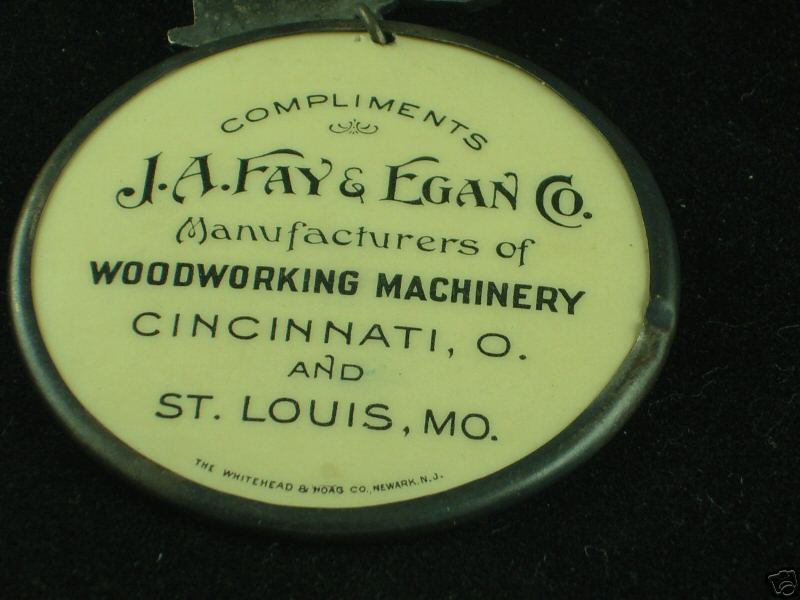 COMPLIMENTS
J.A. FAY & EGAN CO.
Manufacturers of
WOODWORKING MACHINERY
CINCINNATI, O.
AND
ST. LOUIS, MO.
THE WHITEHEAD & HOAG CO., NEWARK, N.J.